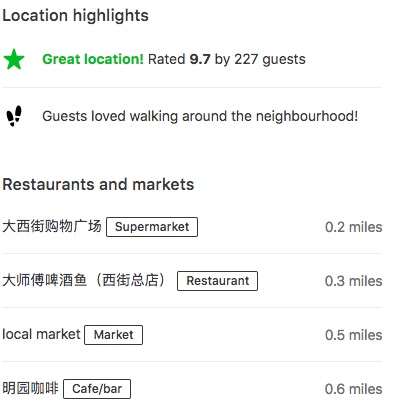 Location highlights
Great location! Rated 9.7 by 227 guests
Guests loved walking around the neighbourhood!
Restaurants and markets
大西街购物广场 Supermarket 0.2 miles
大师傅啤酒鱼（西街总店） Restaurant 0.3 miles
local market Market 0.5 miles
明园咖啡 Cafe/bar 0.6 miles